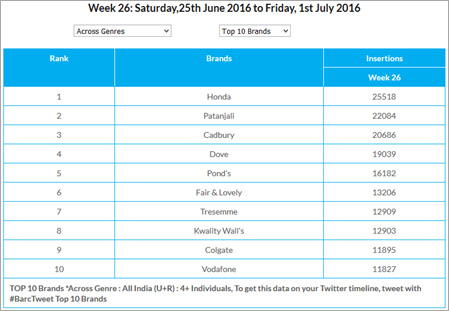 Week 26: Saturday,25th June 2016 to Friday, 1st July 2016
Across Genres Top 10 Brands
Rank Brands Insertions
Week 26
1 Honda 25518
2 Patanjali 22084
3 Cadbury 20686
4 Dove 19039
5 Pond's 16182
6 Fair & Lovely 13206
7 Tresemme 12909
8 Kwality Wall's 12903
9 Colgate 11895
10 Vodafone 11827
TOP 10 Brands *Across Genre : All India (U+R) : 4+ Individuals, To get this data on your Twitter timeline, tweet with
#BarcTweet Top 10 Brands